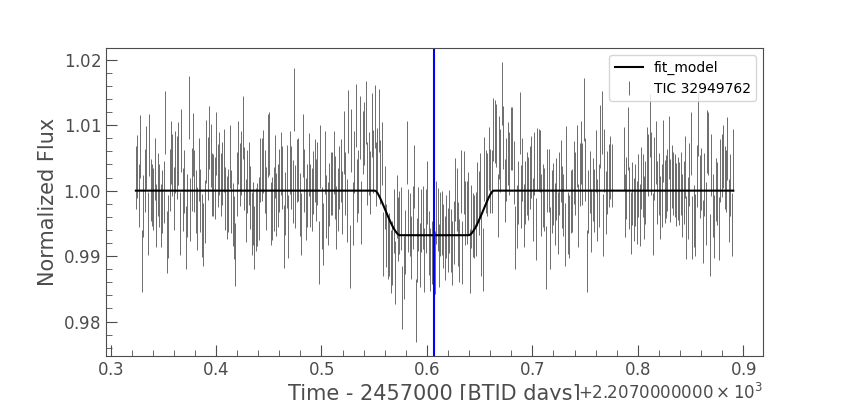 1.02
1.01
1.00
0.99
0.98
Normalized Flux
fit_model
TIC 32949762
0.3 0.4 0.5 0.6 0.7 0.8 0.9
Time - 2457000 [BTJD days]
+2.2070000000 × 10³